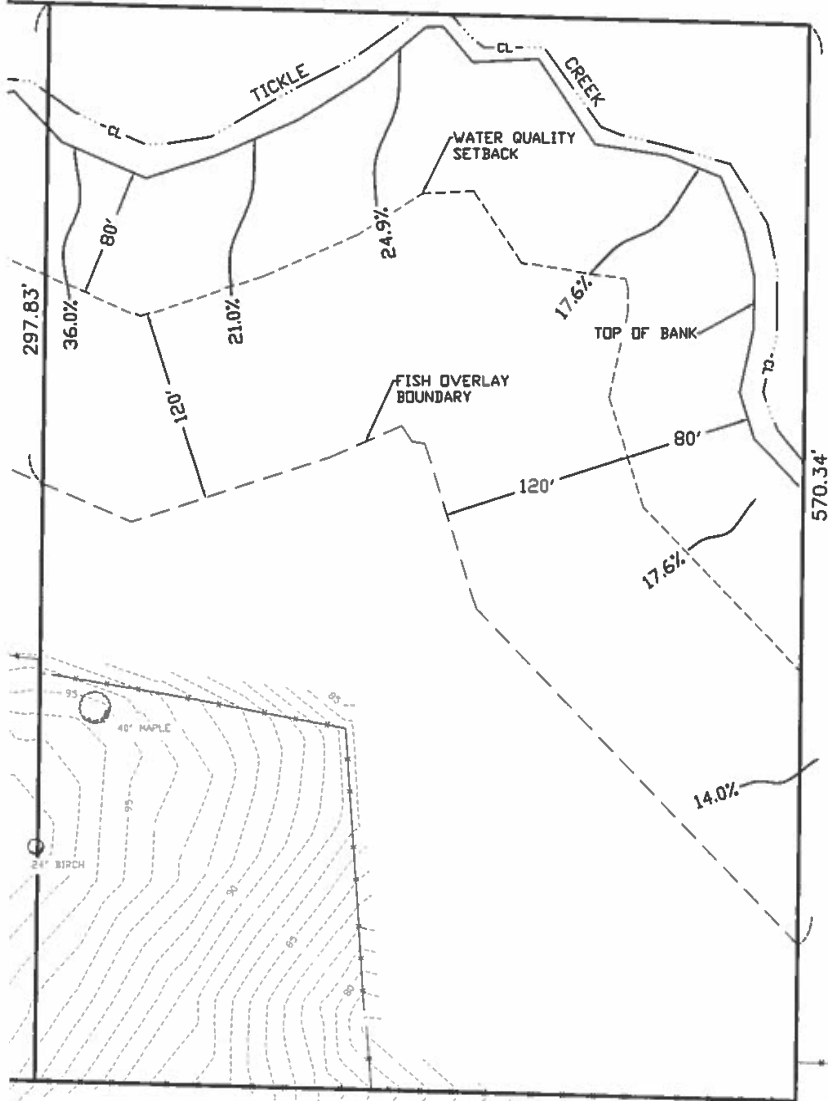 TICKLE
CREEK
-CL-
CL-
WATER QUALITY
SETBACK
80'
24.9%
297.83'
36.0%
21.0%
17.6%
TOP OF BANK
-CL-
120'
FISH OVERLAY
BOUNDARY
80'
120'
570.34'
17.6%
95
95
40" MAPLE
14.0%
95
24" BIRCH
90
85
80